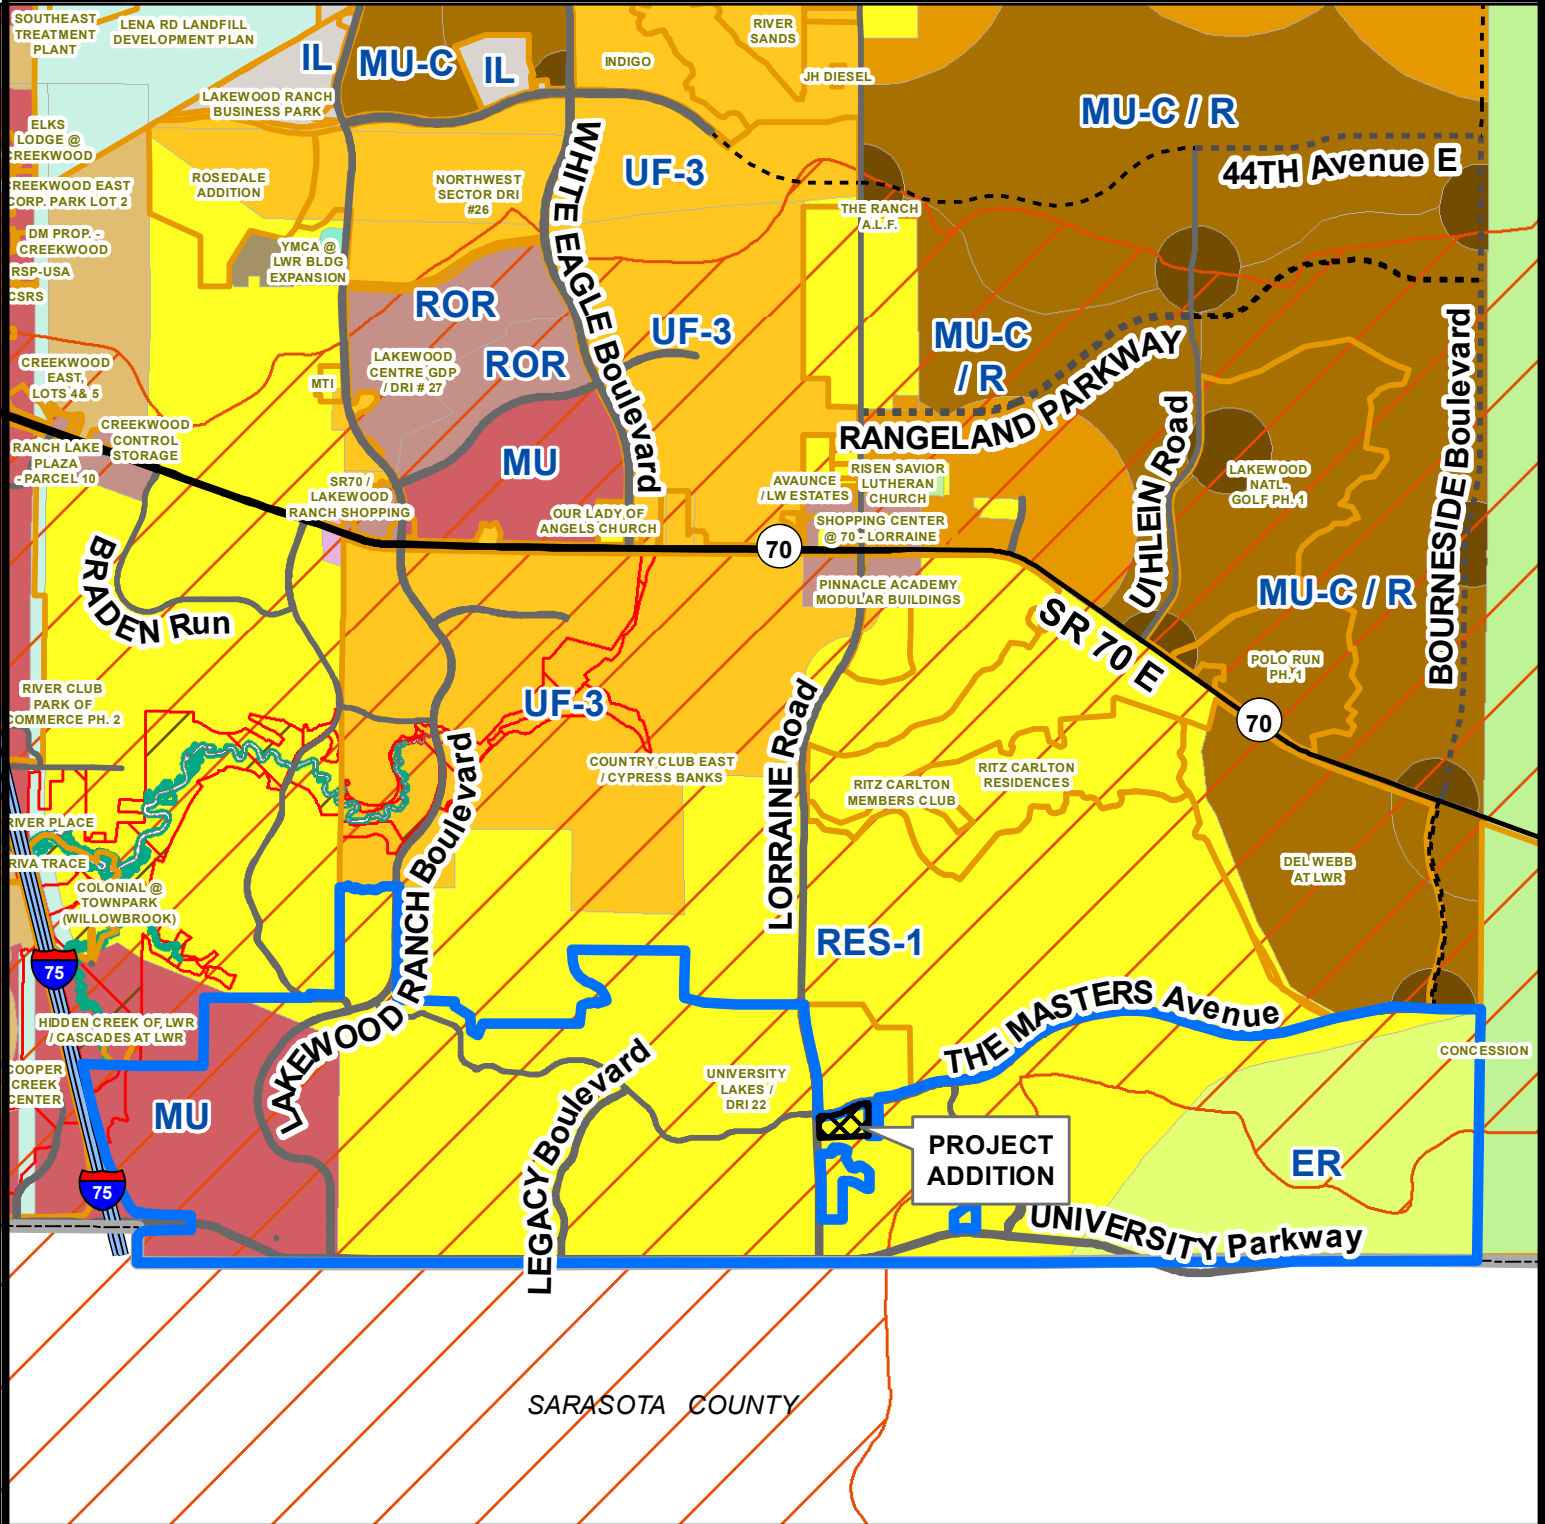 SOUTHEAST
TREATMENT
PLANT
LENA RD LANDFILL
DEVELOPMENT PLAN
IL
MU-C
IL
INDIGO
RIVER
SANDS
JH DIESEL
LAKEWOOD RANCH
BUSINESS PARK
MU-C / R
ELKS
LODGE @
CREEKWOOD
WHITE EAGLE Boulevard
UF-3
44TH Avenue E
CREEKWOOD EAST
CORP. PARK LOT 2
ROSEDALE
ADDITION
NORTHWEST
SECTOR DRI
#26
THE RANCH
A.L.F.
DM PROP. -
CREEKWOOD
YMCA @
LWR BLDG
EXPANSION
RSP-USA
CSRS
ROR
UF-3
MU-C
/ R
CREEKWOOD
EAST,
LOTS 4 & 5
MTI
LAKEWOOD
CENTRE GDP
/ DRI # 27
ROR
RANGELAND PARKWAY
UIHLEIN Road
BOURNESIDE Boulevard
CREEKWOOD
CONTROL
STORAGE
RANCH LAKE
PLAZA
- PARCEL 10
MU
SR70 /
LAKEWOOD
RANCH SHOPPING
OUR LADY OF
ANGELS CHURCH
AVAUNCE
/ LW ESTATES
RISEN SAVIOR
LUTHERAN
CHURCH
LAKEWOOD
NATL.
GOLF PH. 1
SHOPPING CENTER
@ 70 - LORRAINE
70
BRADEN Run
PINNACLE ACADEMY
MODULAR BUILDINGS
MU-C / R
SR 70 E
POLO RUN
PH. 1
RIVER CLUB
PARK OF
COMMERCE PH. 2
UF-3
70
LORRAINE Road
COUNTRY CLUB EAST
/ CYPRESS BANKS
RITZ CARLTON
MEMBERS CLUB
RITZ CARLTON
RESIDENCES
RIVER PLACE
RIVA TRACE
LAKEWOOD RANCH Boulevard
DEL WEBB
AT LWR
COLONIAL @
TOWNPARK
(WILLOWBROOK)
RES-1
75
HIDDEN CREEK OF LWR
/ CASCADES AT LWR
THE MASTERS Avenue
CONCESSION
COOPER
CREEK
CENTER
MU
LEGACY Boulevard
UNIVERSITY
LAKES /
DRI 22
PROJECT
ADDITION
ER
75
UNIVERSITY Parkway
SARASOTA COUNTY